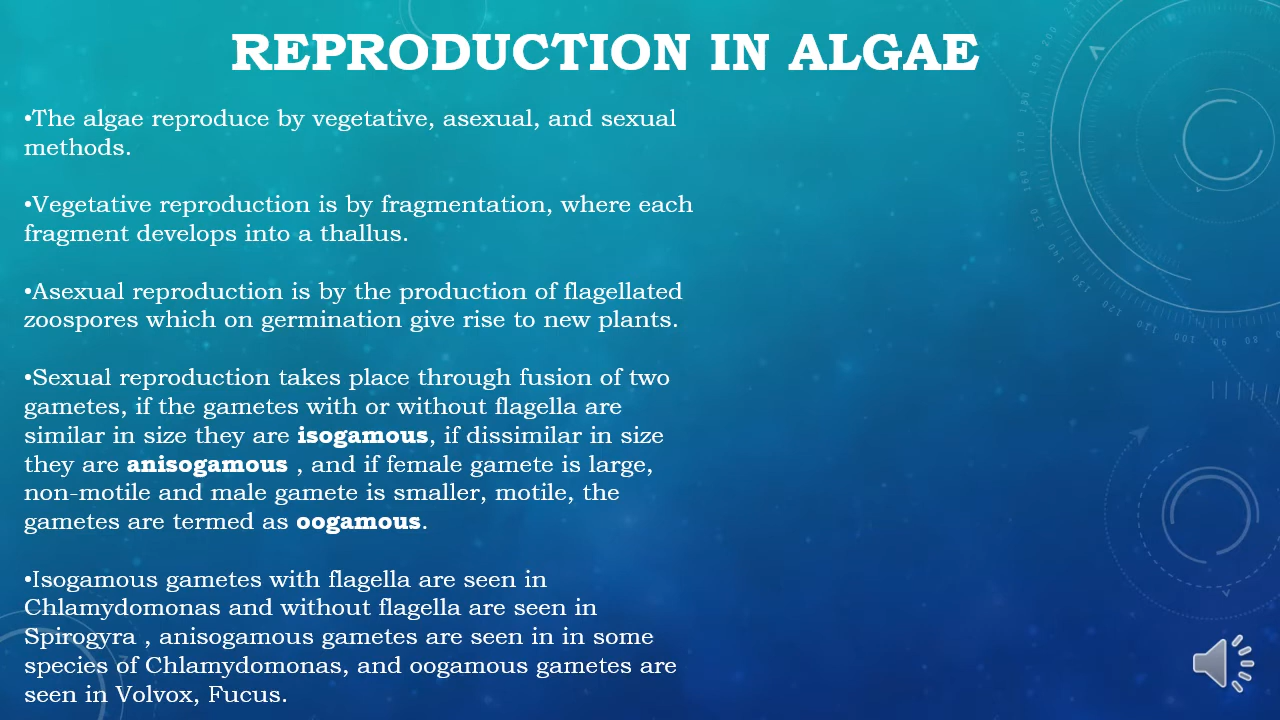 REPRODUCTION IN ALGAE
•The algae reproduce by vegetative, asexual, and sexual
methods.
•Vegetative reproduction is by fragmentation, where each
fragment develops into a thallus.
•Asexual reproduction is by the production of flagellated
zoospores which on germination give rise to new plants.
•Sexual reproduction takes place through fusion of two
gametes, if the gametes with or without flagella are
similar in size they are isogamous, if dissimilar in size
they are anisogamous , and if female gamete is large,
non-motile and male gamete is smaller, motile, the
gametes are termed as oogamous.
•Isogamous gametes with flagella are seen in
Chlamydomonas and without flagella are seen in
Spirogyra , anisogamous gametes are seen in in some
species of Chlamydomonas, and oogamous gametes are
seen in Volvox, Fucus.